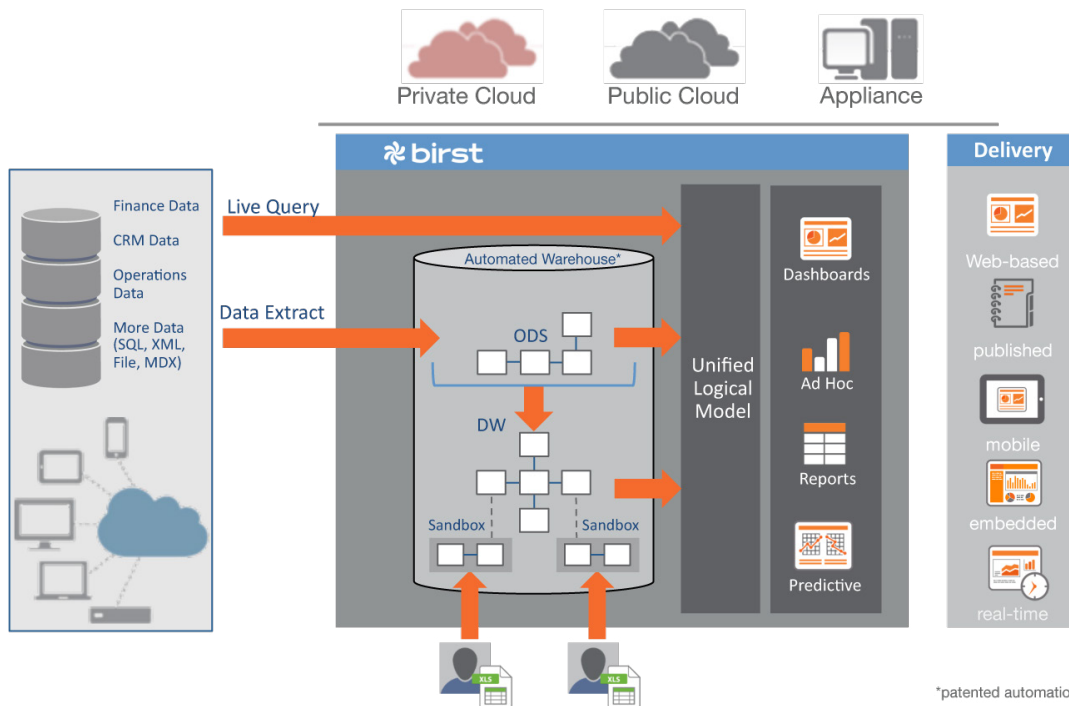 Private Cloud
Public Cloud
Appliance
birst
Delivery
Finance Data
CRM Data
Operations
Data
More Data
(SQL, XML,
File, MDX)
Live Query
Data Extract
Automated Warehouse*
ODS
DW
Sandbox
Sandbox
XLS
XLS
Unified
Logical
Model
Dashboards
Ad Hoc
Reports
Predictive
Web-based
published
mobile
embedded
real-time
*patented automatio